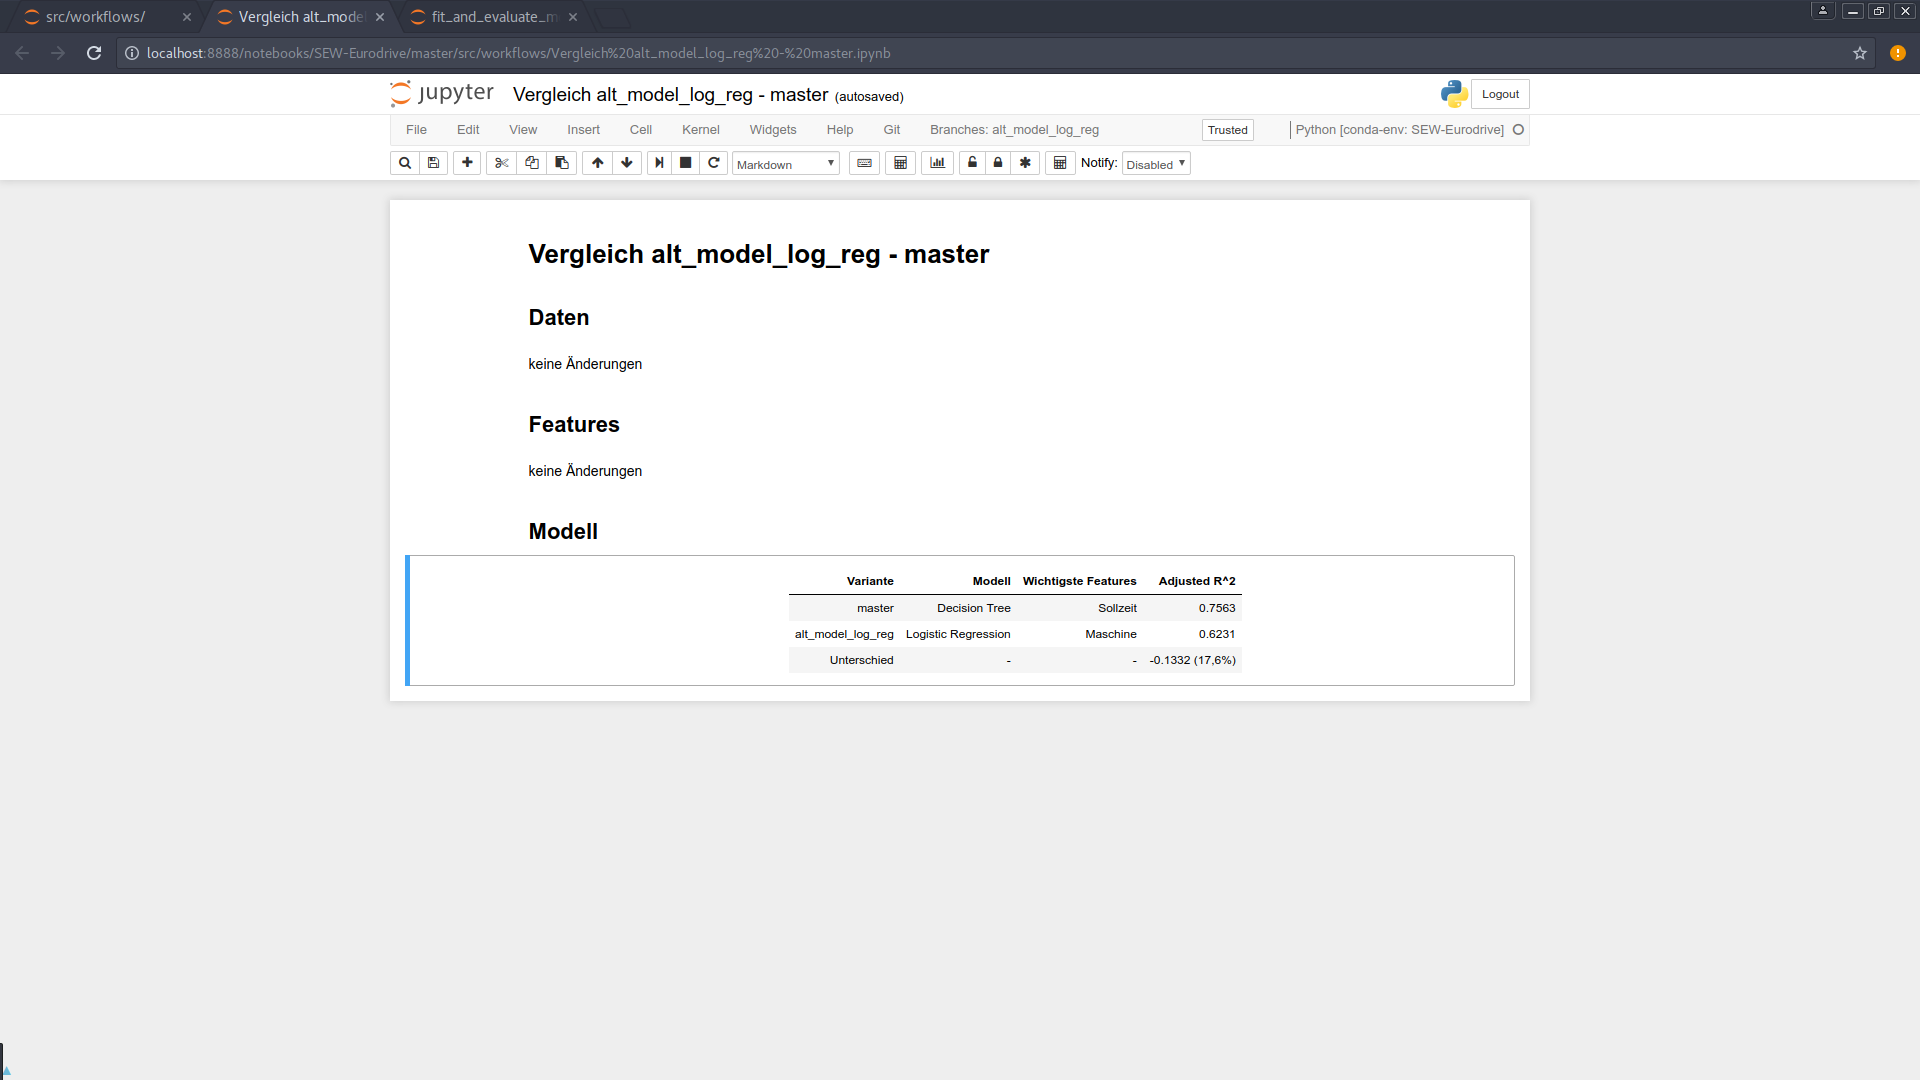 src/workflows/
Vergleich alt_mode
fit_and_evaluate_m
localhost:8888/notebooks/SEW-Eurodrive/master/src/workflows/Vergleich%20alt_model_log_reg%20-%20master.ipynb
jupyter Vergleich alt_model_log_reg - master (autosaved) Logout
File Edit View Insert Cell Kernel Widgets Help Git Branches: alt_model_log_reg Trusted Python [conda-env: SEW-Eurodrive]
Markdown Notify: Disabled
Vergleich alt_model_log_reg - master
Daten
keine Änderungen
Features
keine Änderungen
Modell
Variante Modell Wichtigste Features Adjusted R^2
master Decision Tree Sollzeit 0.7563
alt_model_log_reg Logistic Regression Maschine 0.6231
Unterschied - - -0.1332 (17,6%)